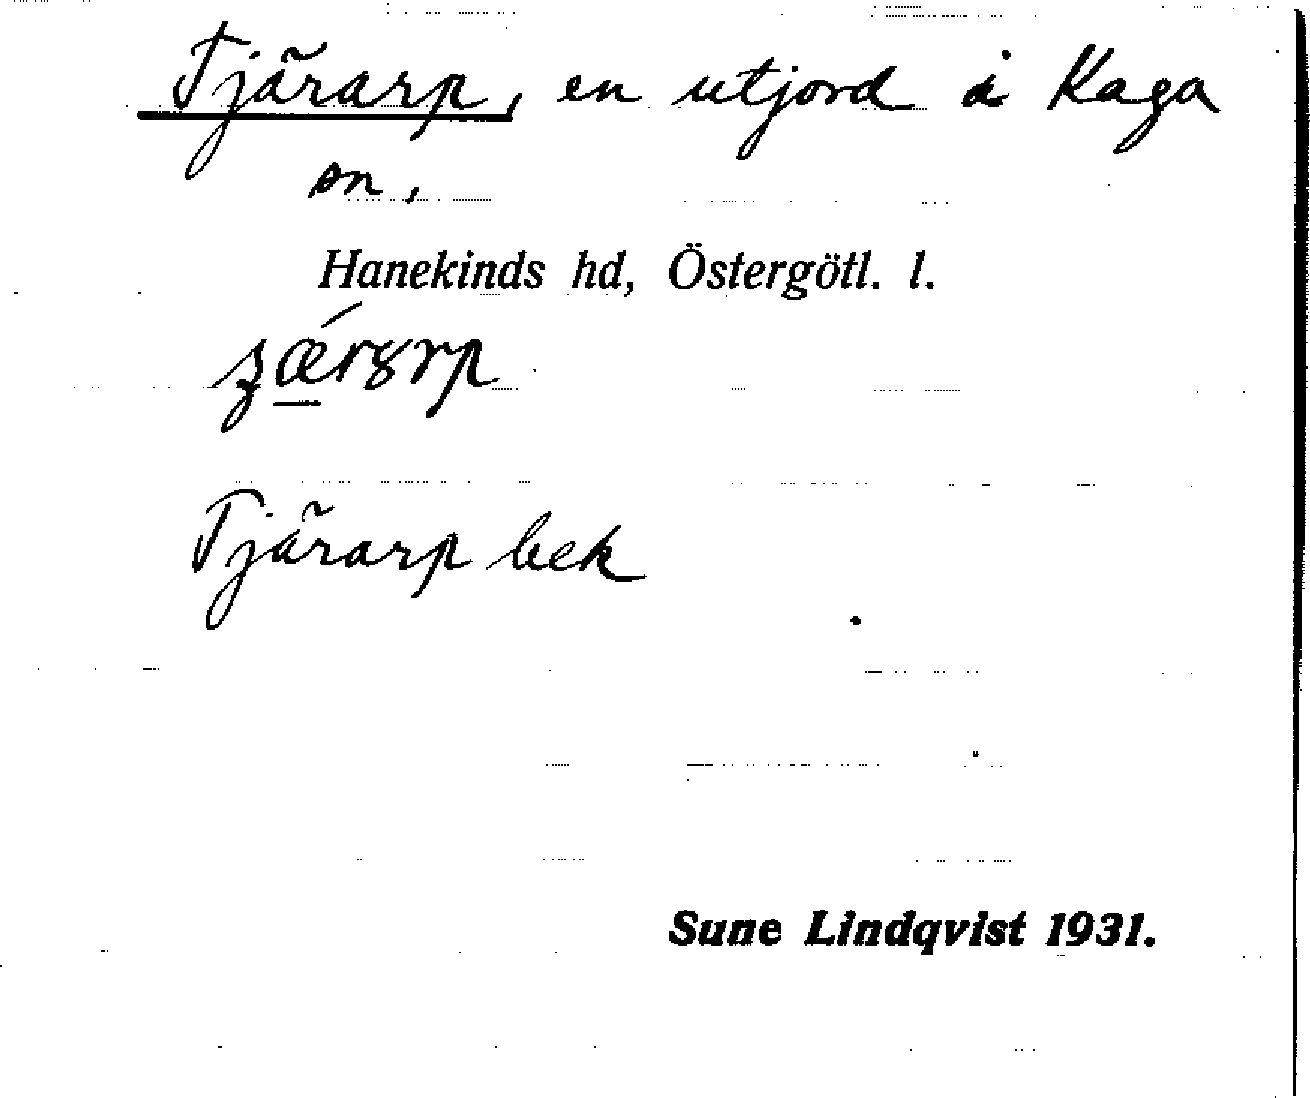 Tjärarp, en utjord å Kaga
sn,
Hanekinds hd, Östergötl. l.
Tjärarp bek
Sune Lindqvist 1931.